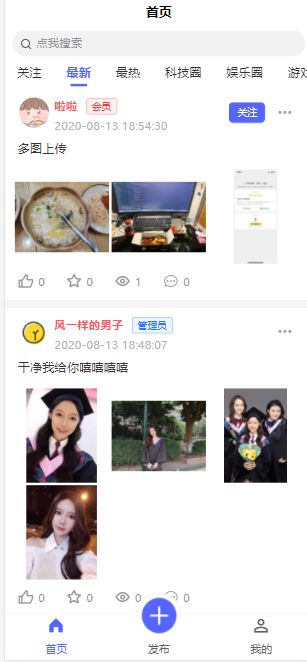 首页
点我搜索
关注 最新 最热 科技圈 娱乐圈 游
啦啦 会员 关注
2020-08-13 18:54:30
多图上传
0 0 1 0
风一样的男子 管理员
2020-08-13 18:48:07
干净我给你嘻嘻嘻嘻
0 0 0 0
首页 发布 我的